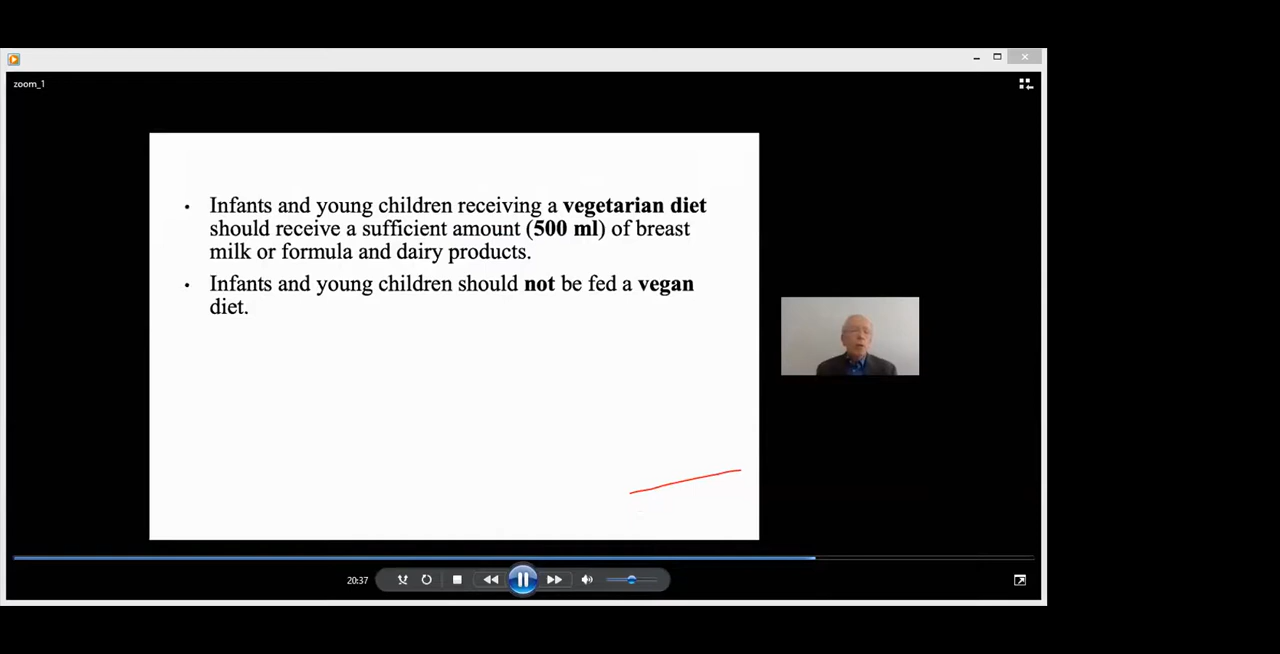 zoom_1
• Infants and young children receiving a vegetarian diet
should receive a sufficient amount (500 ml) of breast
milk or formula and dairy products.
• Infants and young children should not be fed a vegan
diet.
20:37